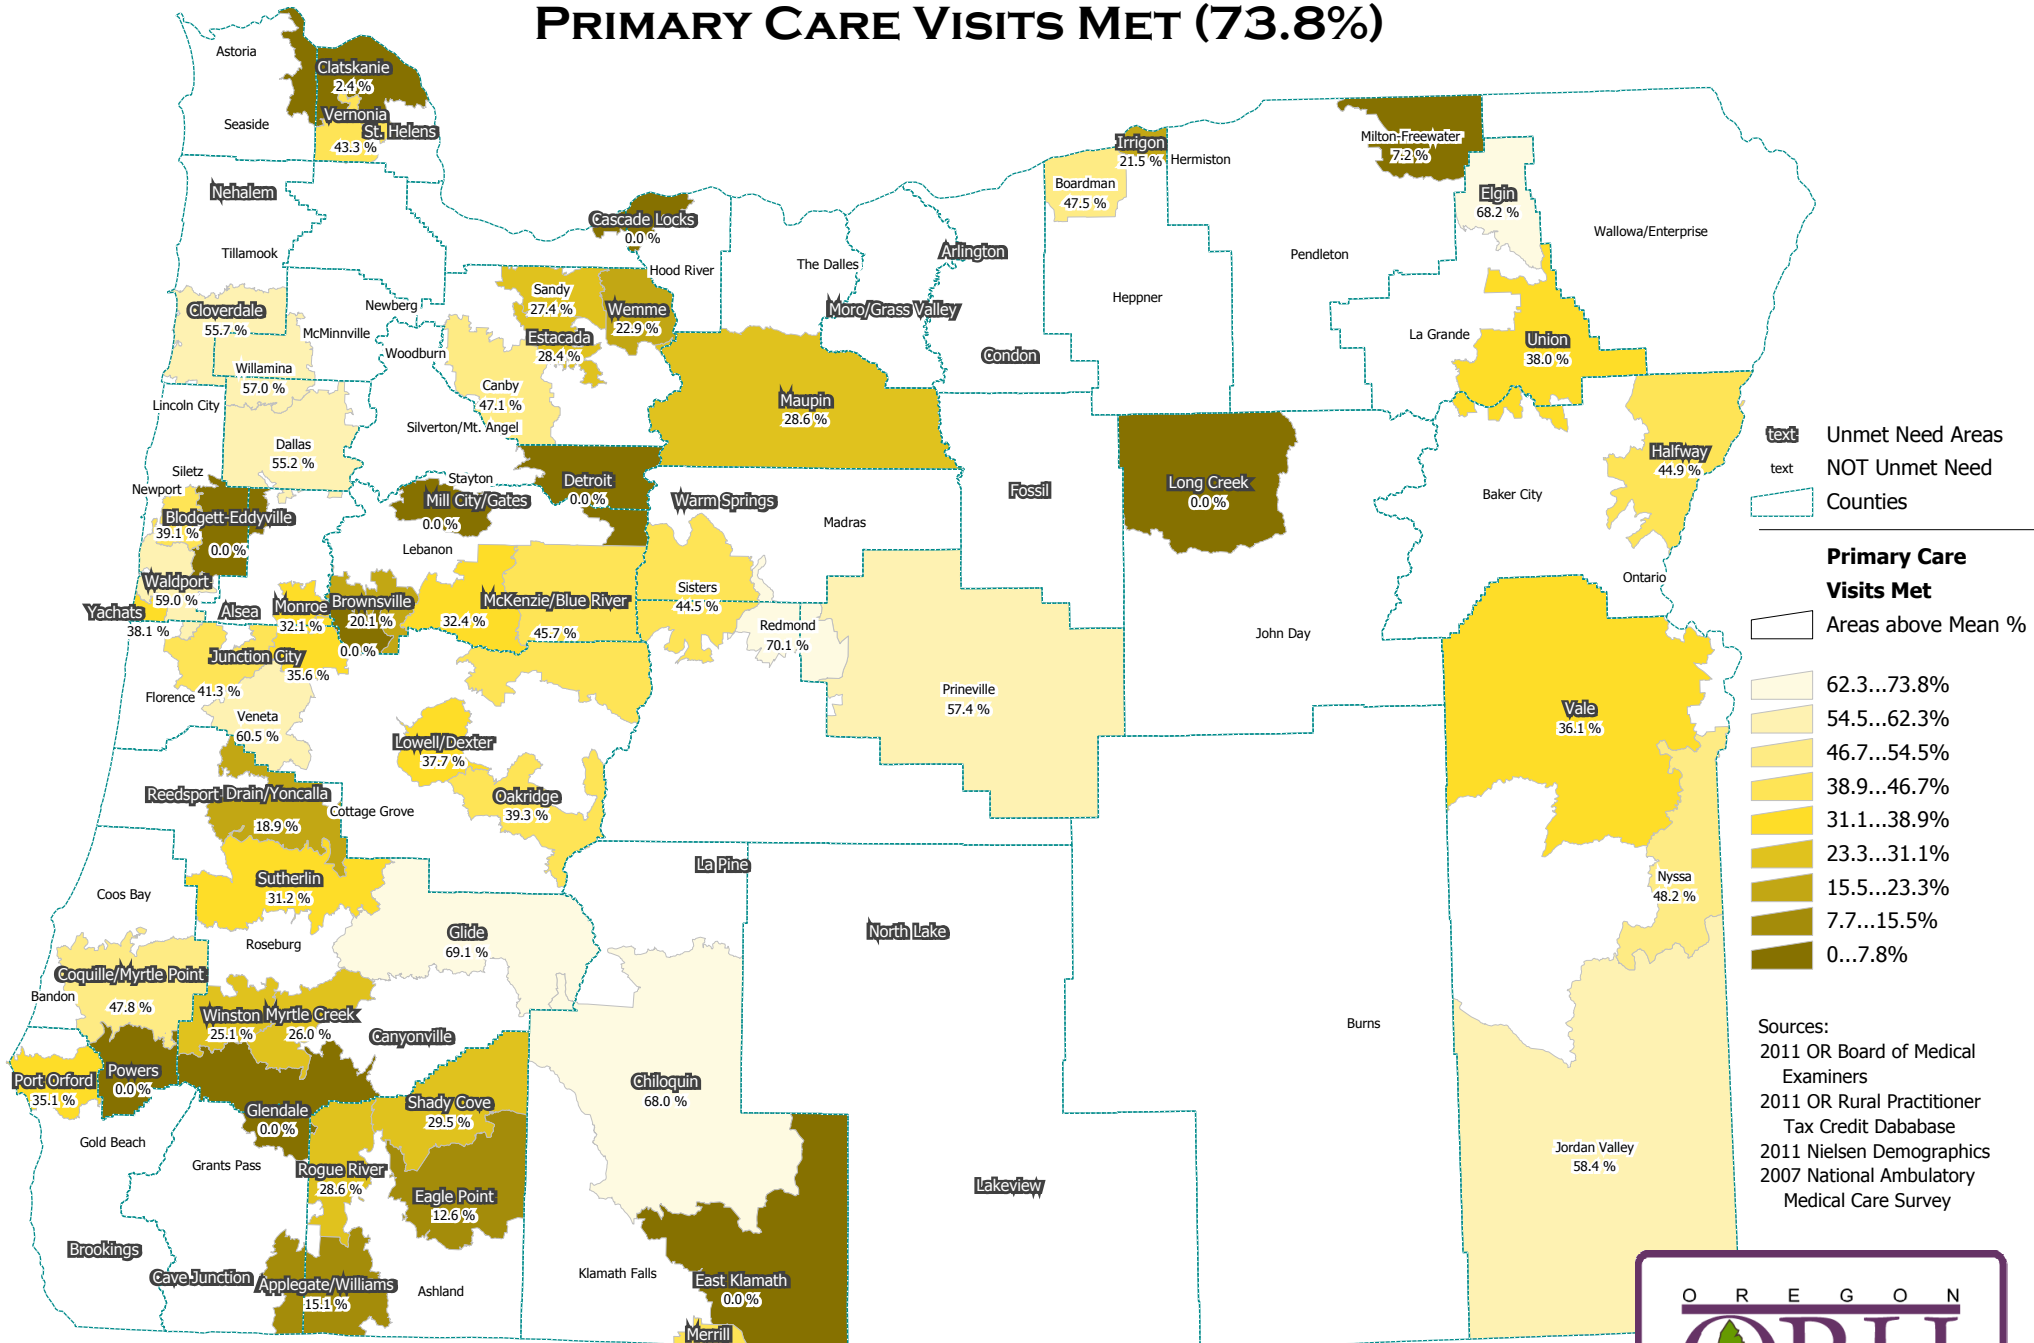 PRIMARY CARE VISITS MET (73.8%)
Astoria
Clatskanie
2.4 %
Vernonia
Seaside
St. Helens
43.3 %
Nehalem
Tillamook
Cascade Locks
0.0 %
Hood River
The Dalles
Arlington
Irrigon
21.5 %
Hermiston
Boardman
47.5 %
Milton-Freewater
7.2 %
Elgin
68.2 %
Wallowa/Enterprise
Pendleton
Heppner
Moro/Grass Valley
Condon
La Grande
Union
38.0 %
Cloverdale
55.7 %
Newberg
McMinnville
Sandy
27.4 %
Wemme
22.9 %
Estacada
28.4 %
Woodburn
Willamina
57.0 %
Canby
47.1 %
Lincoln City
Silverton/Mt. Angel
Maupin
28.6 %
Dallas
55.2 %
Siletz
Newport
Stayton
Detroit
0.0 %
Mill City/Gates
0.0 %
Blodgett-Eddyville
39.1 %
0.0 %
Lebanon
Warm Springs
Madras
Fossil
Long Creek
0.0 %
Baker City
Halfway
44.9 %
Ontario
Waldport
59.0 %
Yachats
38.1 %
Alsea
Monroe
32.1 %
Brownsville
20.1 %
0.0 %
32.4 %
McKenzie/Blue River
45.7 %
Sisters
44.5 %
Redmond
70.1 %
John Day
Junction City
35.6 %
41.3 %
Florence
Veneta
60.5 %
Prineville
57.4 %
Vale
36.1 %
Lowell/Dexter
37.7 %
Reedsport
Drain/Yoncalla
18.9 %
Cottage Grove
Oakridge
39.3 %
La Pine
Sutherlin
31.2 %
Coos Bay
Nyssa
48.2 %
North Lake
Roseburg
Glide
69.1 %
Coquille/Myrtle Point
47.8 %
Bandon
Winston
25.1 %
Myrtle Creek
26.0 %
Canyonville
Burns
Port Orford
35.1 %
Powers
0.0 %
Chiloquin
68.0 %
Glendale
0.0 %
Shady Cove
29.5 %
Gold Beach
Grants Pass
Rogue River
28.6 %
Eagle Point
12.6 %
Jordan Valley
58.4 %
Lakeview
Brookings
Cave Junction
Applegate/Williams
15.1 %
Ashland
Klamath Falls
East Klamath
0.0 %
Merrill
text Unmet Need Areas
text NOT Unmet Need
Counties
Primary Care
Visits Met
Areas above Mean %
62.3...73.8%
54.5...62.3%
46.7...54.5%
38.9...46.7%
31.1...38.9%
23.3...31.1%
15.5...23.3%
7.7...15.5%
0...7.8%
Sources:
2011 OR Board of Medical
Examiners
2011 OR Rural Practitioner
Tax Credit Dababase
2011 Nielsen Demographics
2007 National Ambulatory
Medical Care Survey
OREGON